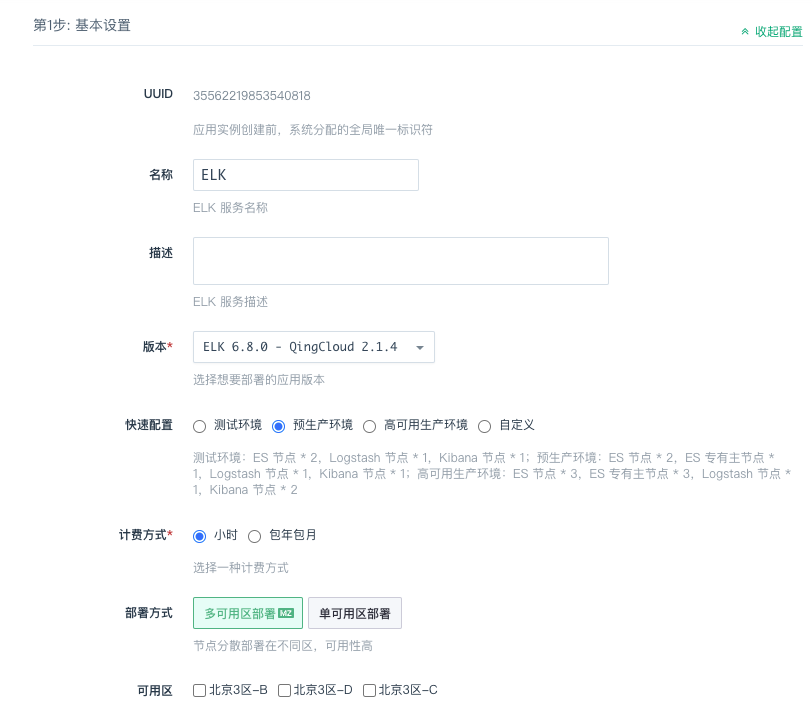 第1步: 基本设置
收起配置
UUID 35562219853540818
应用实例创建前，系统分配的全局唯一标识符
名称 ELK
ELK 服务名称
描述
ELK 服务描述
版本* ELK 6.8.0 - QingCloud 2.1.4
选择想要部署的应用版本
快速配置 测试环境 预生产环境 高可用生产环境 自定义
测试环境：ES 节点 * 2，Logstash 节点 * 1，Kibana 节点 * 1；预生产环境：ES 节点 * 2，ES 专有主节点 *
1，Logstash 节点 * 1，Kibana 节点 * 1；高可用生产环境：ES 节点 * 3，ES 专有主节点 * 3，Logstash 节点 *
1，Kibana 节点 * 2
计费方式* 小时 包年包月
选择一种计费方式
部署方式 多可用区部署 MZ 单可用区部署
节点分散部署在不同区，可用性高
可用区 北京3区-B 北京3区-D 北京3区-C